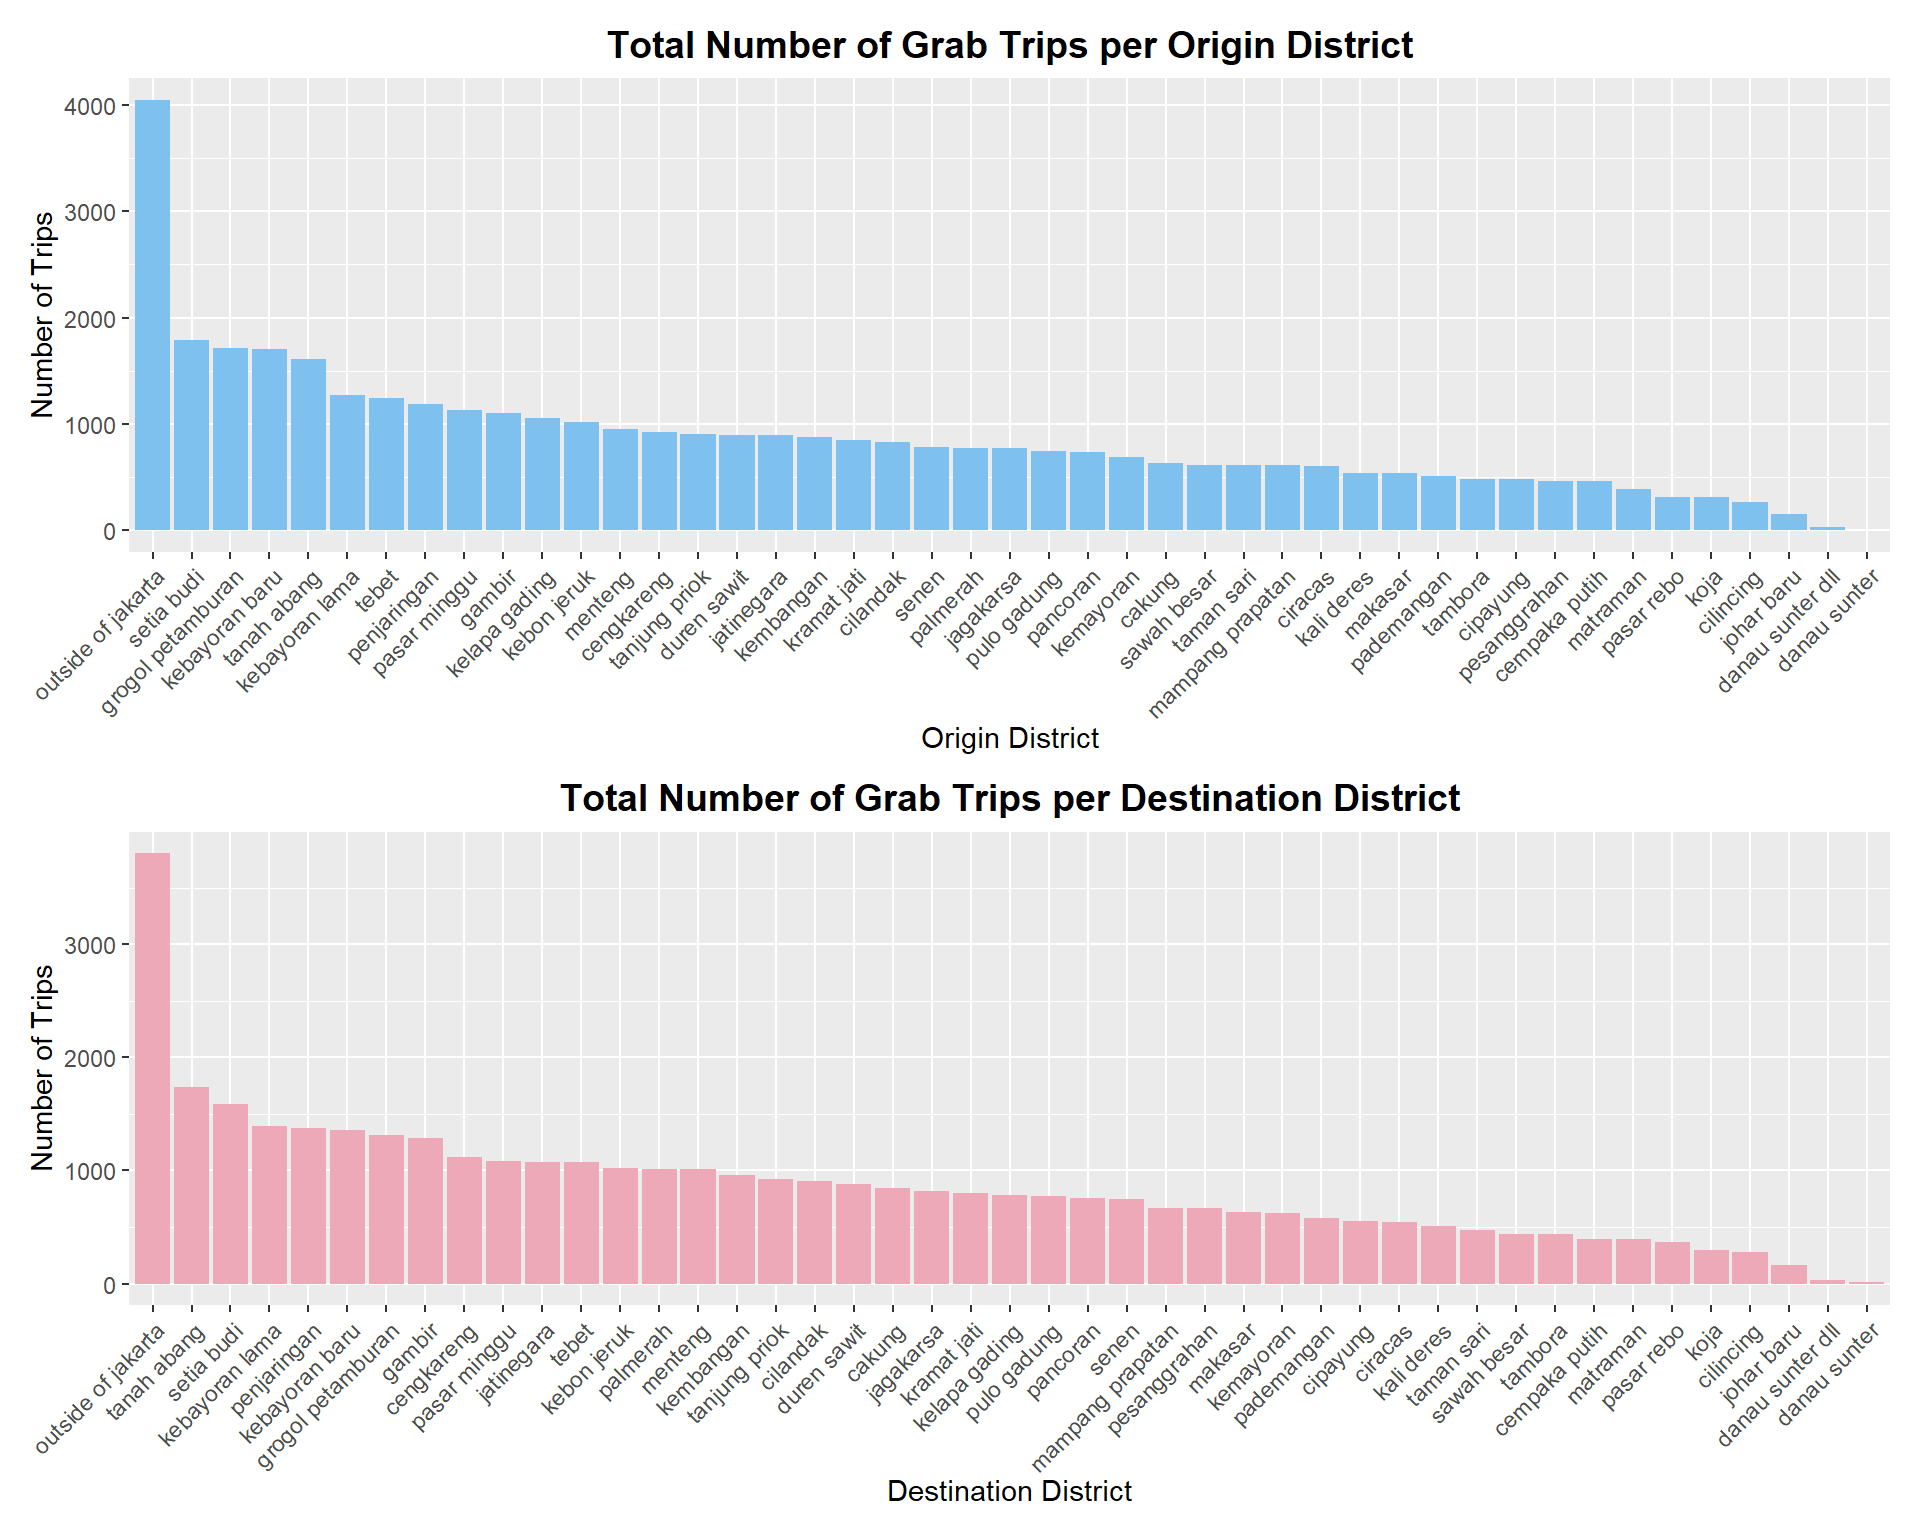 Total Number of Grab Trips per Origin District
Number of Trips
4000
3000
2000
1000
0
outside of jakarta
setia budi
grogol petamburan
kebayoran baru
tanah abang
kebayoran lama
tebet
penjaringan
pasar minggu
gambir
kelapa gading
kebon jeruk
menteng
cengkareng
tanjung priok
duren sawit
jatinegara
kembangan
kramat jati
cilandak
senen
palmerah
jagakarsa
pulo gadung
pancoran
kemayoran
cakung
sawah besar
taman sari
mampang prapatan
ciracas
kali deres
makasar
pademangan
tambora
cipayung
pesanggrahan
cempaka putih
matraman
pasar rebo
koja
cilincing
johar baru
danau sunter dll
danau sunter
Origin District
Total Number of Grab Trips per Destination District
Number of Trips
3000
2000
1000
0
outside of jakarta
tanah abang
setia budi
kebayoran lama
penjaringan
kebayoran baru
grogol petamburan
gambir
cengkareng
pasar minggu
jatinegara
tebet
kebon jeruk
palmerah
menteng
kembangan
tanjung priok
cilandak
duren sawit
cakung
jagakarsa
kramat jati
kelapa gading
pulo gadung
pancoran
senen
mampang prapatan
pesanggrahan
makasar
kemayoran
pademangan
cipayung
ciracas
kali deres
taman sari
sawah besar
tambora
cempaka putih
matraman
pasar rebo
koja
cilincing
johar baru
danau sunter dll
danau sunter
Destination District